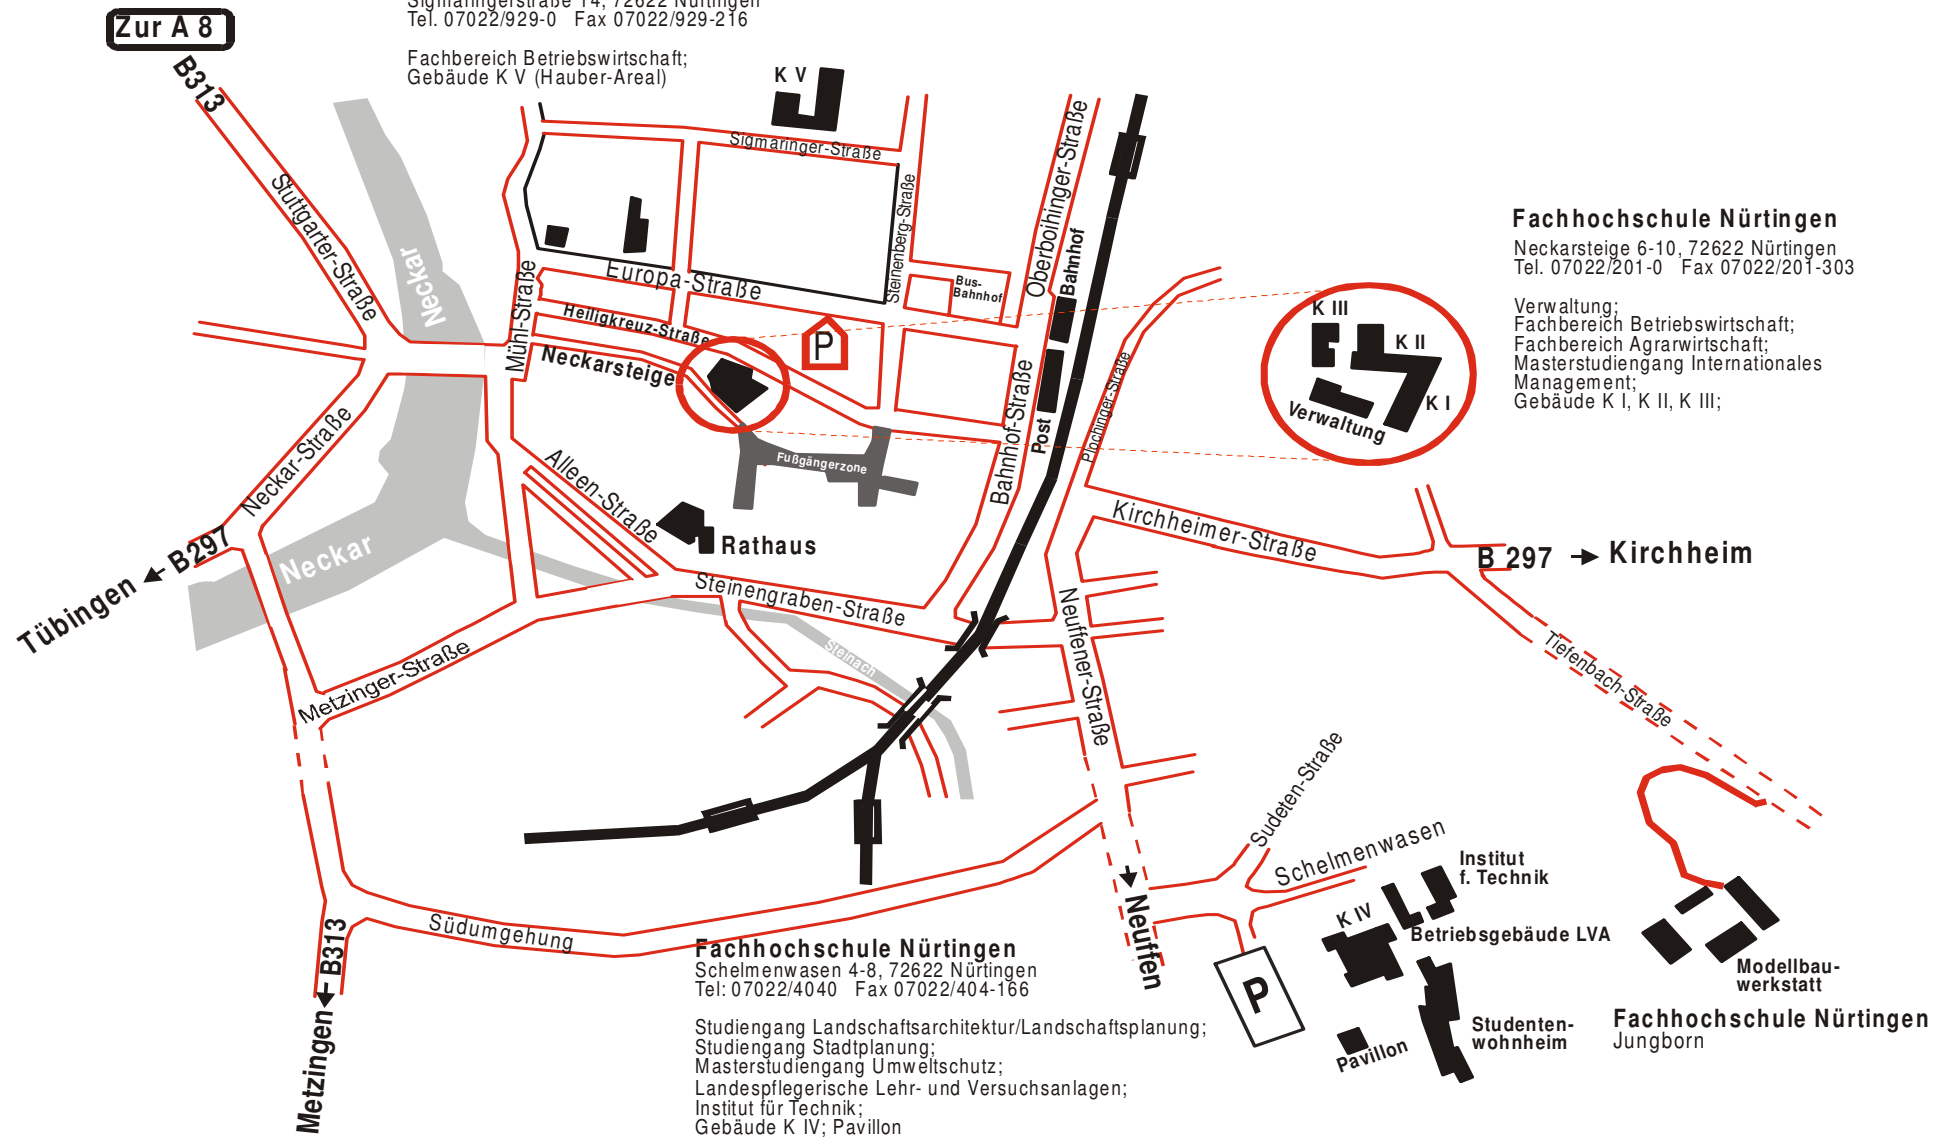 Sigmaringerstraße 14, 72622 Nürtingen
Tel. 07022/929-0 Fax 07022/929-216
Fachbereich Betriebswirtschaft;
Gebäude K V (Hauber-Areal)
Zur A 8
B313
K V
Sigmaringer-Straße
Stuttgarter-Straße
Neckar
Mühl-Straße
Europa-Straße
Steinenberg-Straße
Bus-
Bahnhof
Oberboihinger-Straße
Bahnhof
Heiligkreuz-Straße
Neckarsteige
P
Bahnhof-Straße
Post
Plochinger-Straße
Fachhochschule Nürtingen
Neckarsteige 6-10, 72622 Nürtingen
Tel. 07022/201-0 Fax 07022/201-303
Verwaltung;
Fachbereich Betriebswirtschaft;
Fachbereich Agrarwirtschaft;
Masterstudiengang Internationales
Management;
Gebäude K I, K II, K III;
K III
K II
K I
Verwaltung
Neckar-Straße
Alleen-Straße
Fußgängerzone
Rathaus
Kirchheimer-Straße
B 297
Kirchheim
Tübingen
B297
Neckar
Steinengraben-Straße
Steinach
Neuffener-Straße
Tiefenbach-Straße
Metzinger-Straße
Südumgehung
B313
Metzingen
Neuffen
Sudeten-Straße
Schelmenwasen
Institut
f. Technik
K IV
Betriebsgebäude LVA
P
Pavillon
Studenten-
wohnheim
Modellbau-
werkstatt
Fachhochschule Nürtingen
Jungborn
Fachhochschule Nürtingen
Schelmenwasen 4-8, 72622 Nürtingen
Tel: 07022/4040 Fax 07022/404-166
Studiengang Landschaftsarchitektur/Landschaftsplanung;
Studiengang Stadtplanung;
Masterstudiengang Umweltschutz;
Landespflegerische Lehr- und Versuchsanlagen;
Institut für Technik;
Gebäude K IV; Pavillon